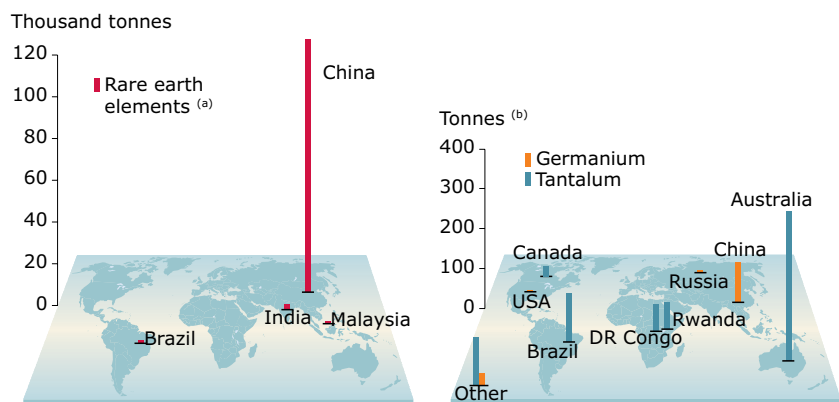 Thousand tonnes
120
100
80
60
40
20
0
Rare earth
elements (a)
China
India
Malaysia
Brazil
Tonnes (b)
400
300
200
100
0
Germanium
Tantalum
Australia
Canada
China
Russia
USA
Rwanda
DR Congo
Brazil
Other